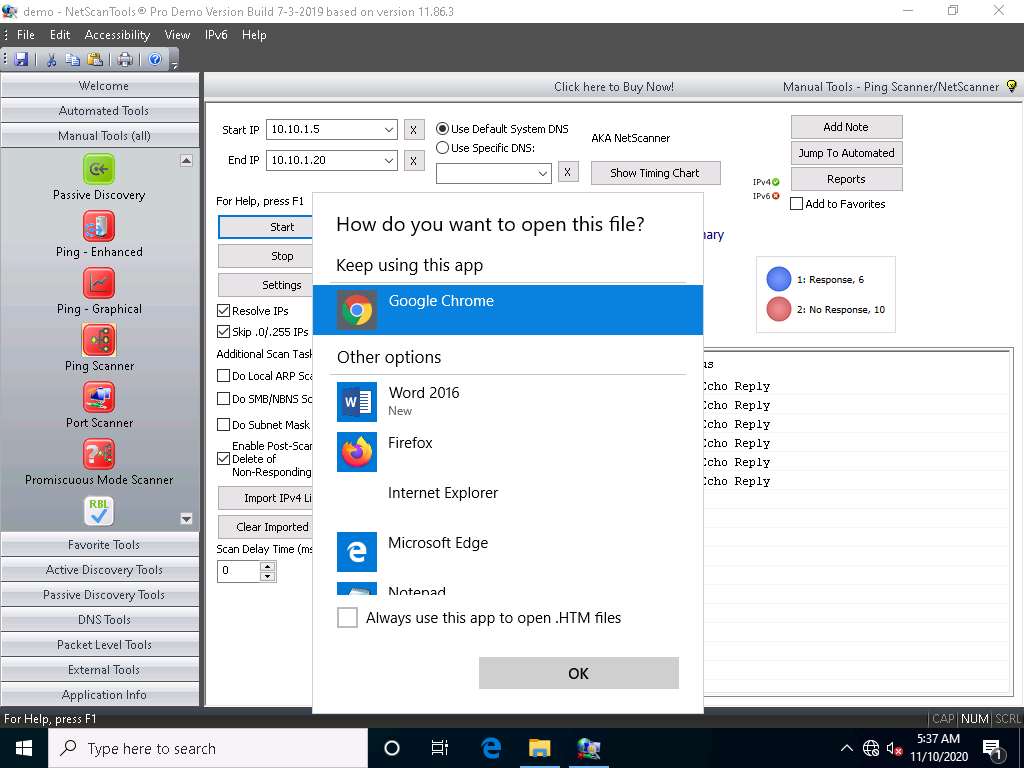 demo - NetScanTools® Pro Demo Version Build 7-3-2019 based on version 11.86.3
File Edit Accessibility View IPv6 Help
Welcome
Automated Tools
Manual Tools (all)
Passive Discovery
Ping - Enhanced
Ping - Graphical
Ping Scanner
Port Scanner
Promiscuous Mode Scanner
RBL
Favorite Tools
Active Discovery Tools
Passive Discovery Tools
DNS Tools
Packet Level Tools
External Tools
Application Info
Click here to Buy Now!
Manual Tools - Ping Scanner/NetScanner
Start IP 10.10.1.5 X
End IP 10.10.1.20 X
Use Default System DNS
Use Specific DNS:
X
AKA NetScanner
Show Timing Chart
Add Note
Jump To Automated
Reports
IPv4
IPv6
Add to Favorites
For Help, press F1
Start
Stop
Settings
Resolve IPs
Skip .0/.255 IPs
Additional Scan Task
Do Local ARP Sca
Do SMB/NBNS Sc
Do Subnet Mask
Enable Post-Scan
Delete of
Non-Responding
Import IPv4 Li
Clear Imported
Scan Delay Time (ms
0
How do you want to open this file?
Keep using this app
Google Chrome
Other options
Word 2016
New
Firefox
Internet Explorer
Microsoft Edge
Notepad
Always use this app to open .HTM files
OK
mary
1: Response, 6
2: No Response, 10
us
Echo Reply
Echo Reply
Echo Reply
Echo Reply
Echo Reply
Echo Reply
For Help, press F1
CAP NUM SCRL
Type here to search
5:37 AM
11/10/2020
1